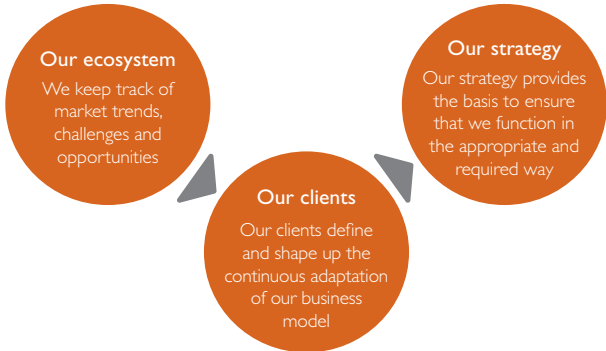 Our ecosystem
We keep track of
market trends,
challenges and
opportunities
Our clients
Our clients define
and shape up the
continuous adaptation
of our business
model
Our strategy
Our strategy provides
the basis to ensure
that we function in
the appropriate and
required way